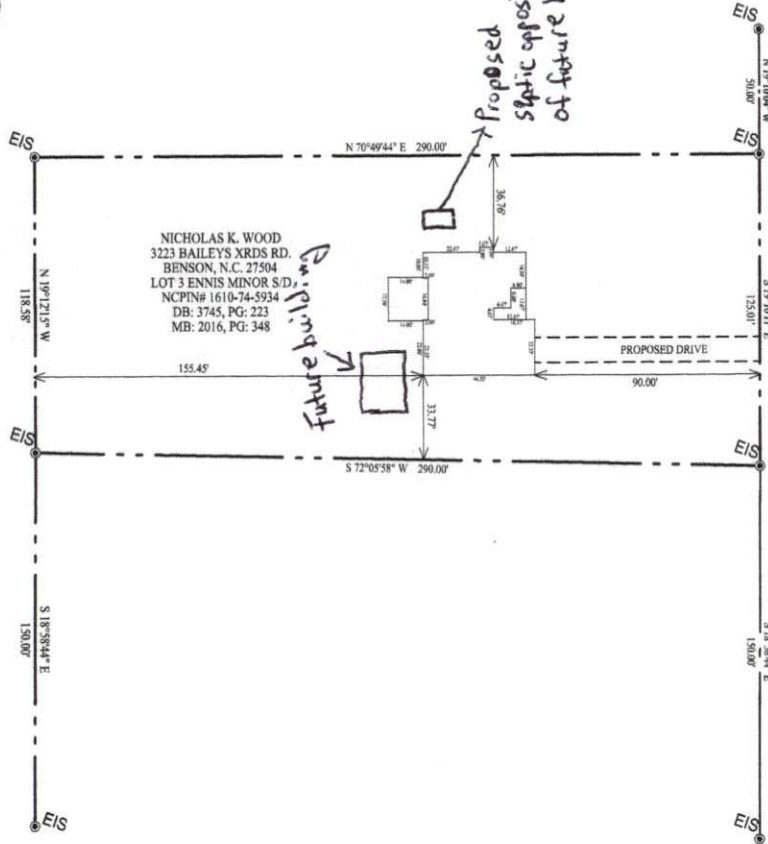 EIS
50.00'
EIS
Proposed
septic
of future
EIS
N 70°49'44" E 290.00'
36.76'
NICHOLAS K. WOOD
3223 BAILEYS XRDS RD.
BENSON, N.C. 27504
LOT 3 ENNIS MINOR S/D,
NCPIN# 1610-74-5934
DB: 3745, PG: 223
MB: 2016, PG: 348
N 19°12'15" W
118.58'
125.01'
PROPOSED DRIVE
Future building
155.45'
90.00'
33.77'
EIS
EIS
S 72°05'58" W 290.00'
S 18°58'44" E
150.00'
150.00'
EIS
EIS